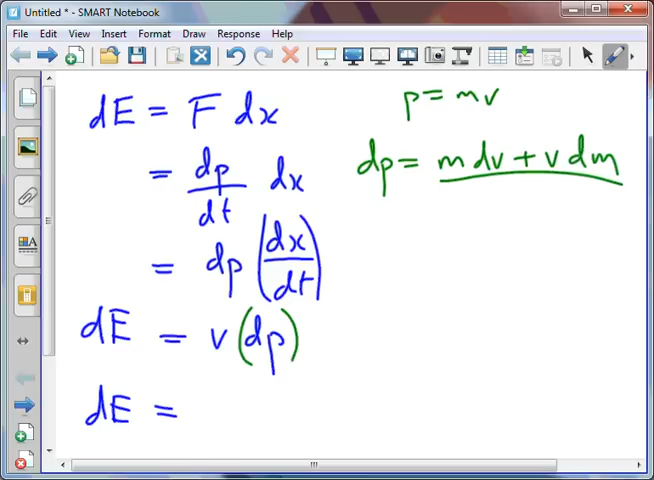 Untitled * - SMART Notebook
File Edit View Insert Format Draw Response Help
dE = F dx
= dp/dt dx
= dp (dx/dt)
dE = v (dp)
dE =
p = mv
dp = m dv + v dm